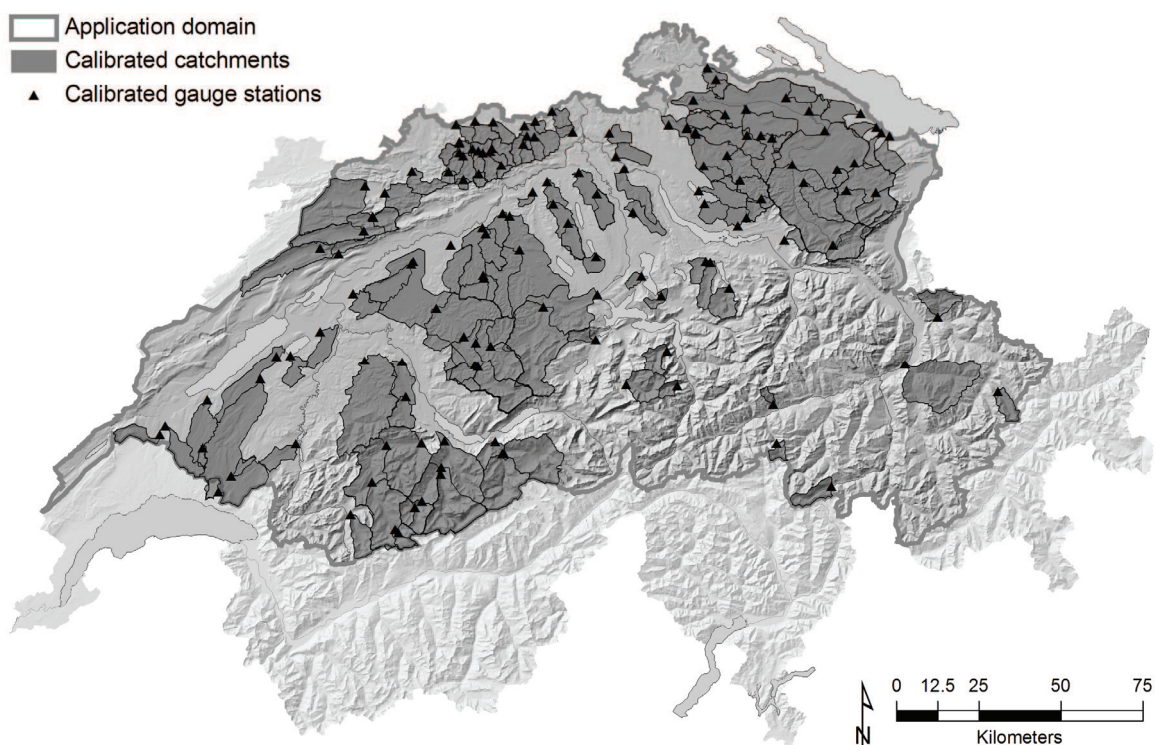 Application domain
Calibrated catchments
Calibrated gauge stations
0 12.5 25 50 75
Kilometers
N